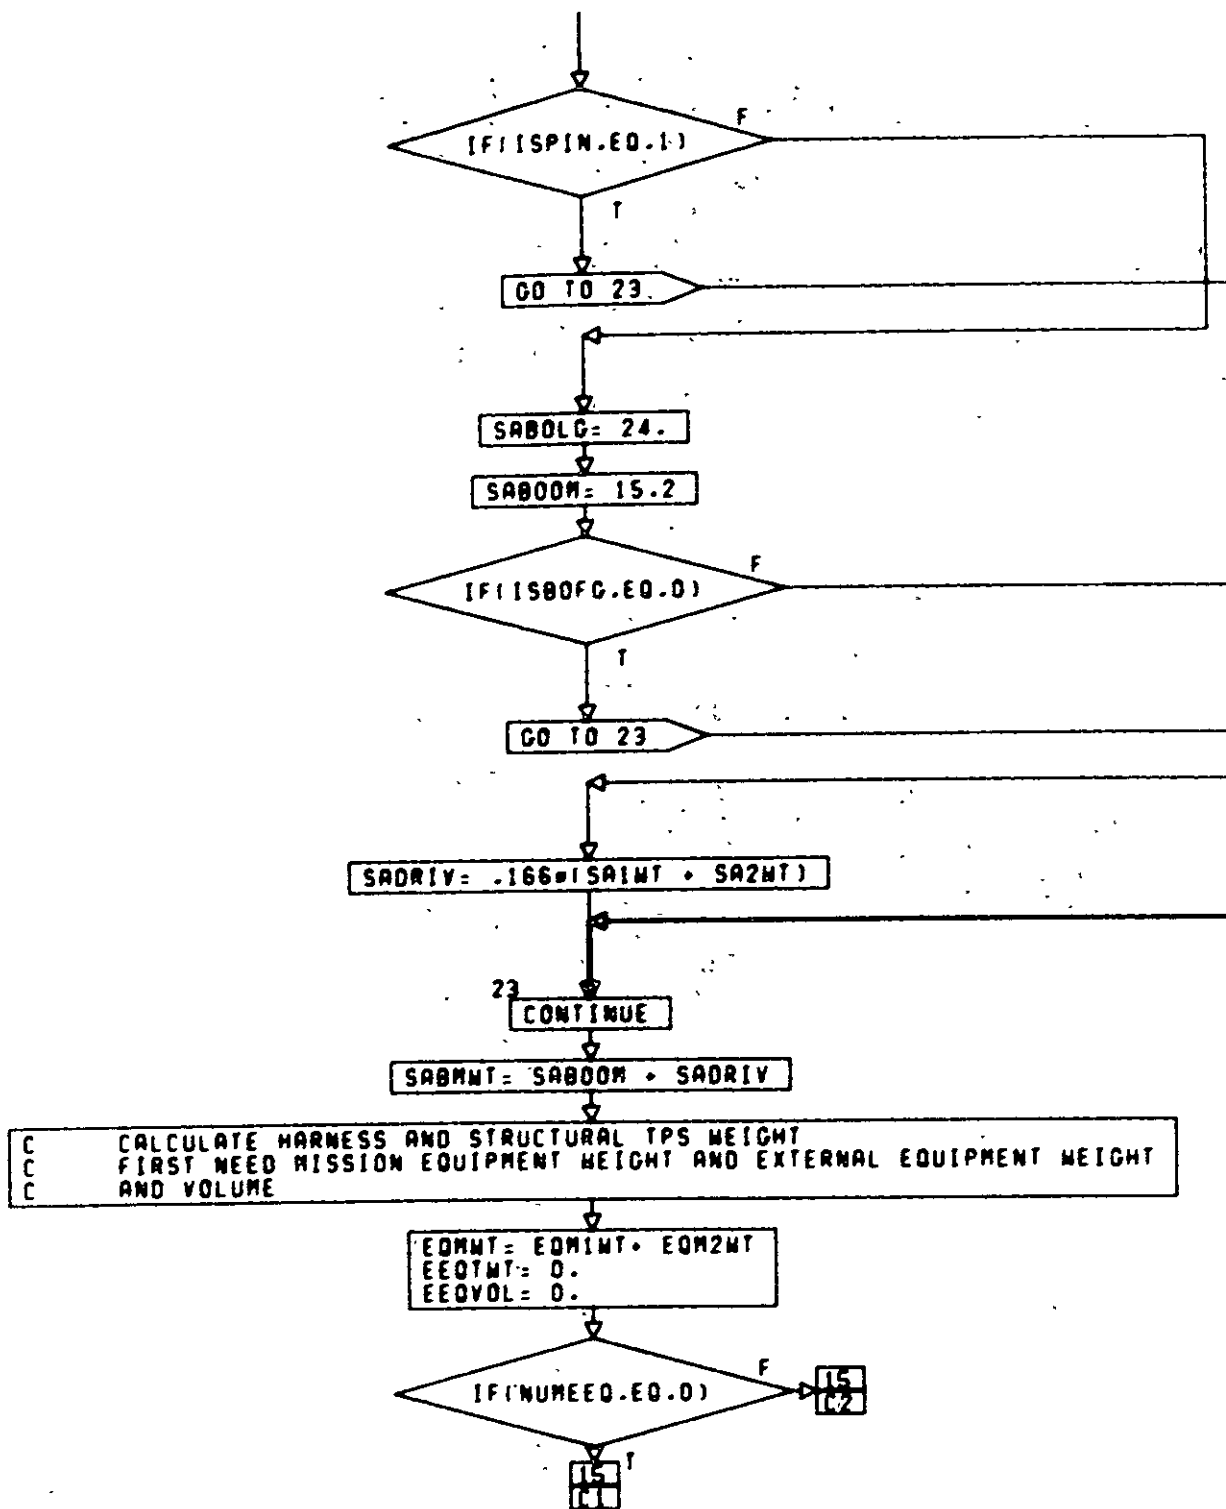 F
IF(ISPIN.EQ.1)
T
GO TO 23
SABOLG= 24.
SABOOM= 15.2
F
IF(ISBOFG.EQ.0)
T
GO TO 23
SADRIV= .166*(SA1WT + SA2WT)
23
CONTINUE
SABMWT= SABOOM + SADRIV
C CALCULATE HARNESS AND STRUCTURAL TPS WEIGHT
C FIRST NEED MISSION EQUIPMENT WEIGHT AND EXTERNAL EQUIPMENT WEIGHT
C AND VOLUME
EQMWT= EQM1WT+ EQM2WT
EEQTWT= 0.
EEQVOL= 0.
F
IF(NUMEEQ.EQ.0)
15
C2
T
15
C1